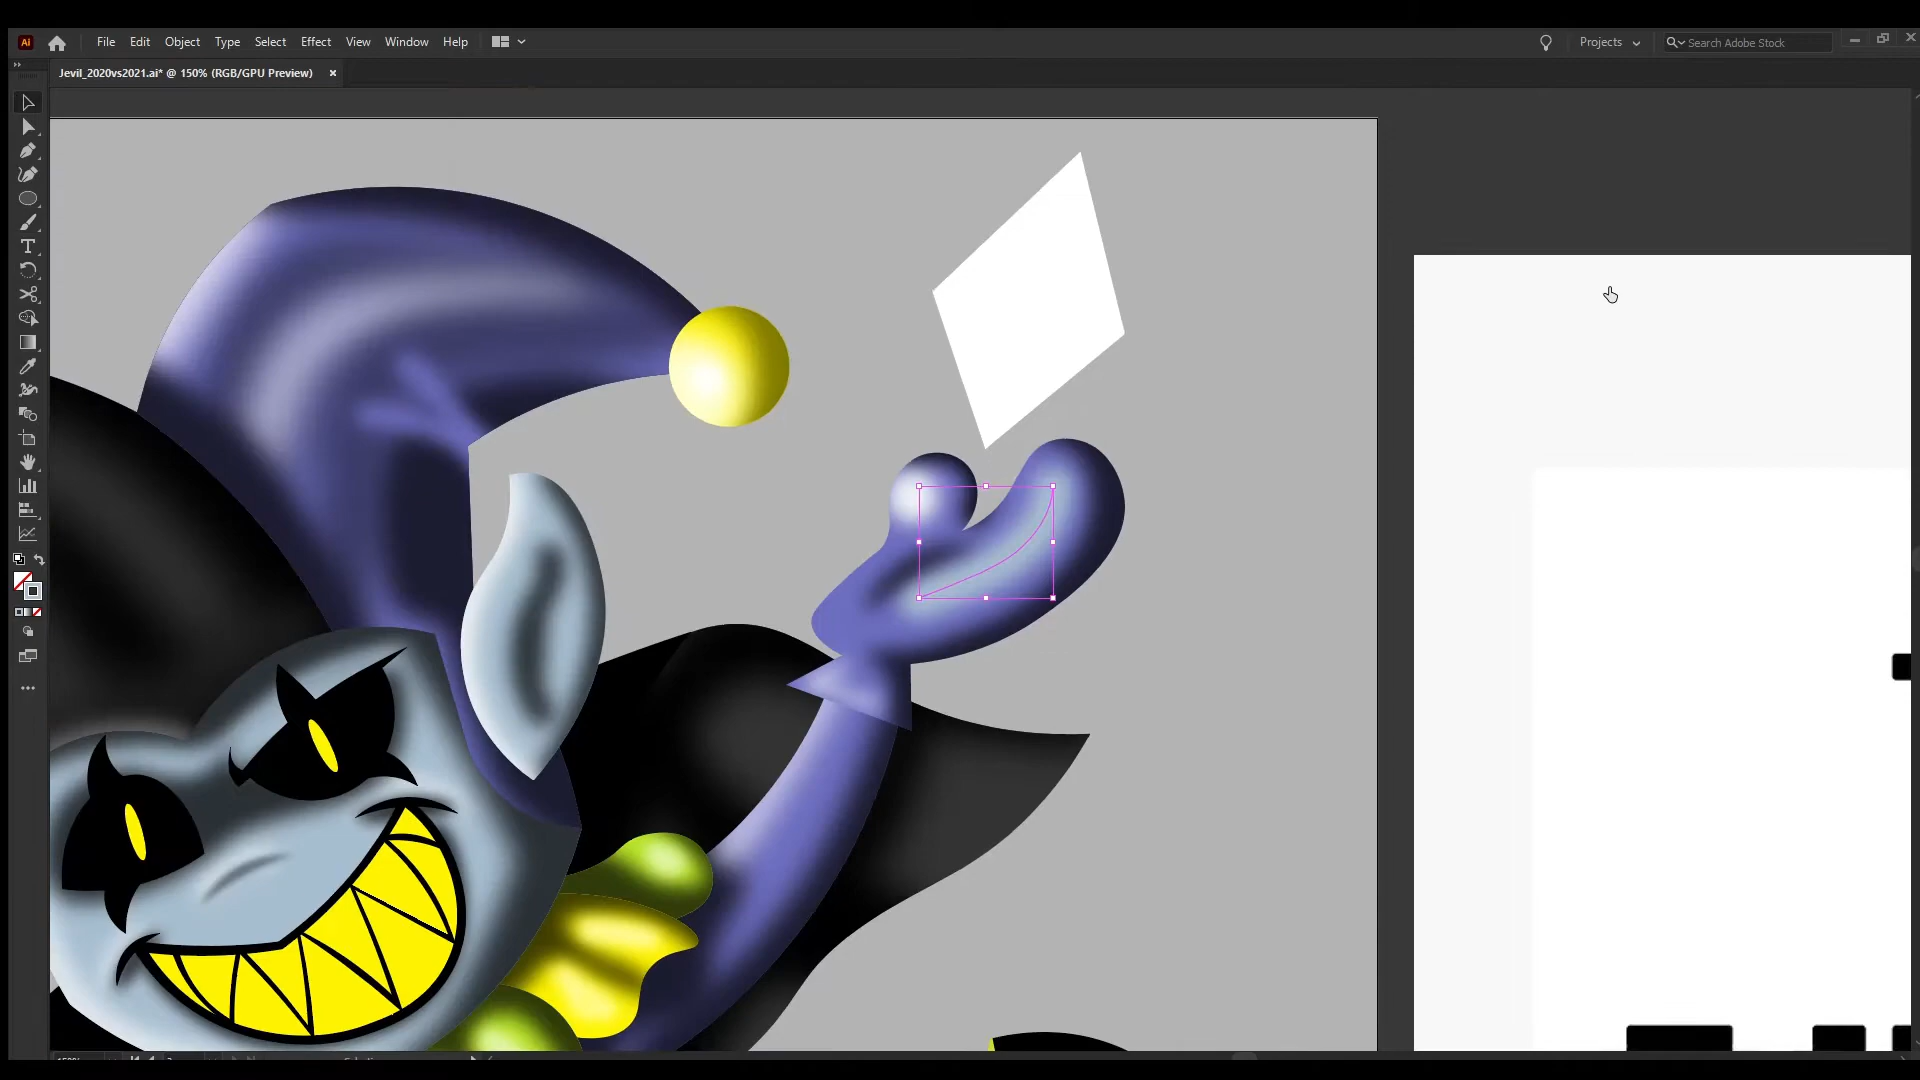 Ai File Edit Object Select Type Select Effect View Window Help Projects Search Adobe Stock
Jevil_2020vs2021.ai* @ 150% (RGB/GPU Preview) ×